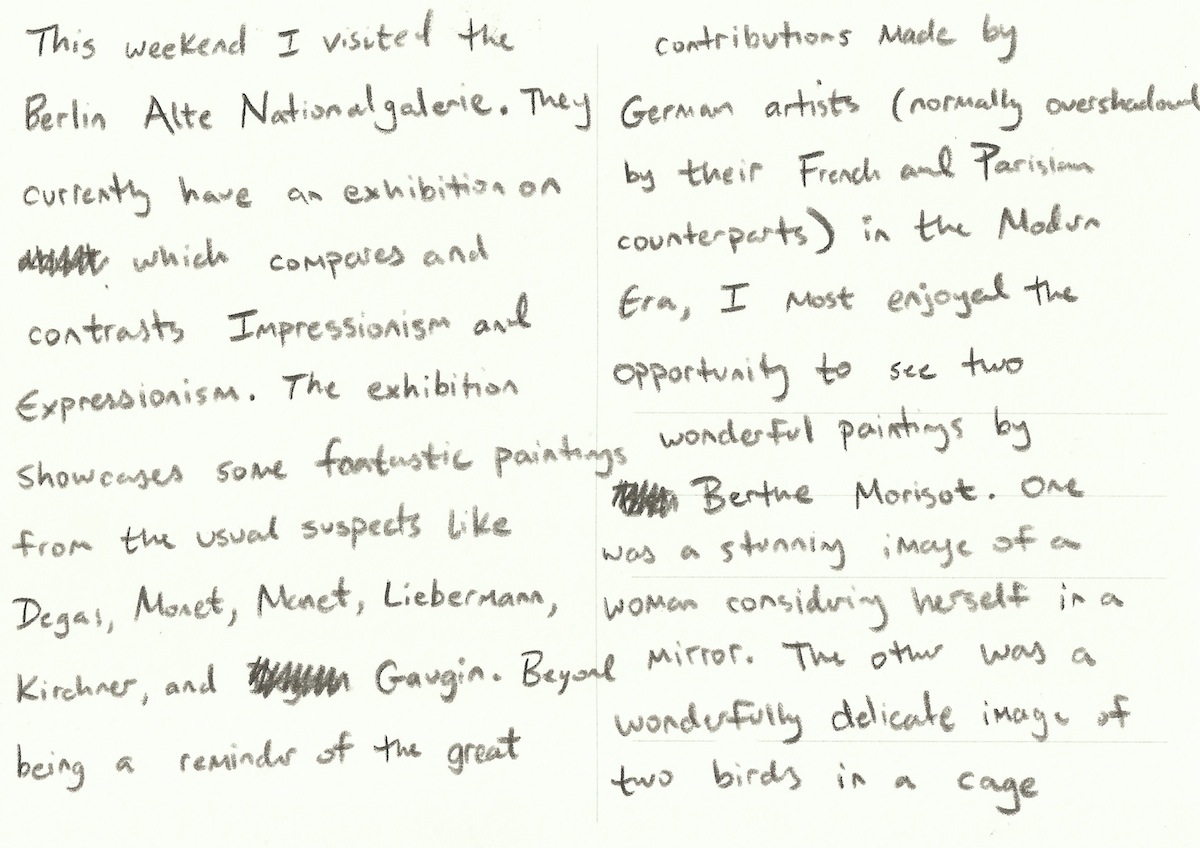 This weekend I visited the
Berlin Alte Nationalgalerie. They
currently have an exhibition on
which compares and
contrasts Impressionism and
Expressionism. The exhibition
showcases some fantastic paintings
from the usual suspects like
Degas, Monet, Manet, Liebermann,
Kirchner, and Gaugin. Beyond
being a reminder of the great
contributions made by
German artists (normally overshadowed
by their French and Parisian
counterparts) in the Modern
Era, I most enjoyed the
opportunity to see two
wonderful paintings by
Berthe Morisot. One
was a stunning image of a
woman considering herself in a
mirror. The other was a
wonderfully delicate image of
two birds in a cage